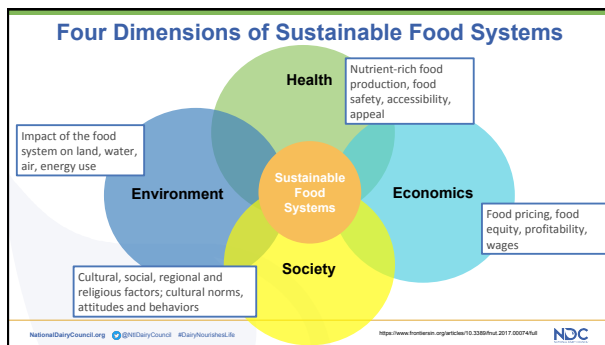 Four Dimensions of Sustainable Food Systems
Health
Nutrient-rich food
production, food
safety, accessibility,
appeal
Impact of the food
system on land, water,
air, energy use
Environment
Sustainable
Food
Systems
Economics
Food pricing, food
equity, profitability,
wages
Society
Cultural, social, regional and
religious factors; cultural norms,
attitudes and behaviors
NationalDairyCouncil.org @NtlDairyCouncil #DairyNourishesLife
https://www.frontiersin.org/articles/10.3389/fnut.2017.00074/full
NDC